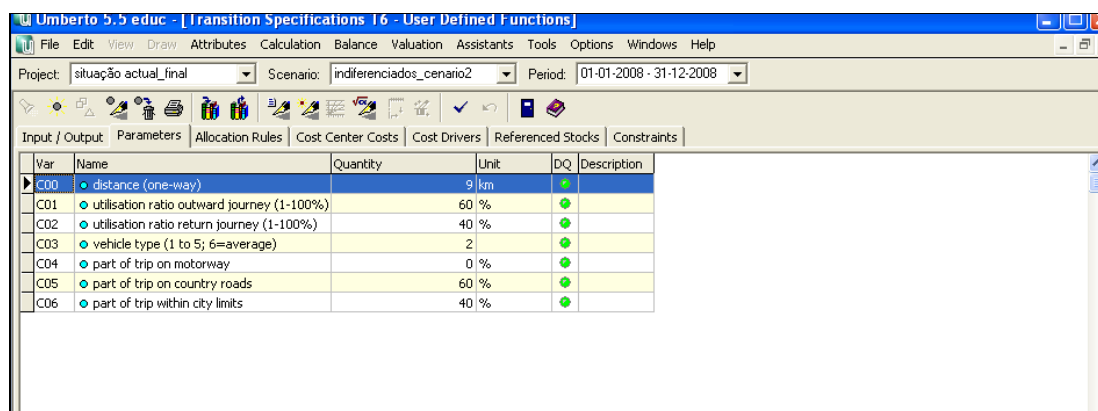 Umberto 5.5 educ - [Transition Specifications T6 - User Defined Functions]
File Edit View Draw Attributes Calculation Balance Valuation Assistants Tools Options Windows Help
Project: situação actual_final Scenario: indiferenciados_cenario2 Period: 01-01-2008 - 31-12-2008
Input / Output Parameters Allocation Rules Cost Center Costs Cost Drivers Referenced Stocks Constraints
Var Name Quantity Unit DQ Description
C00 distance (one-way) 9 km
C01 utilisation ratio outward journey (1-100%) 60 %
C02 utilisation ratio return journey (1-100%) 40 %
C03 vehicle type (1 to 5; 6=average) 2
C04 part of trip on motorway 0 %
C05 part of trip on country roads 60 %
C06 part of trip within city limits 40 %